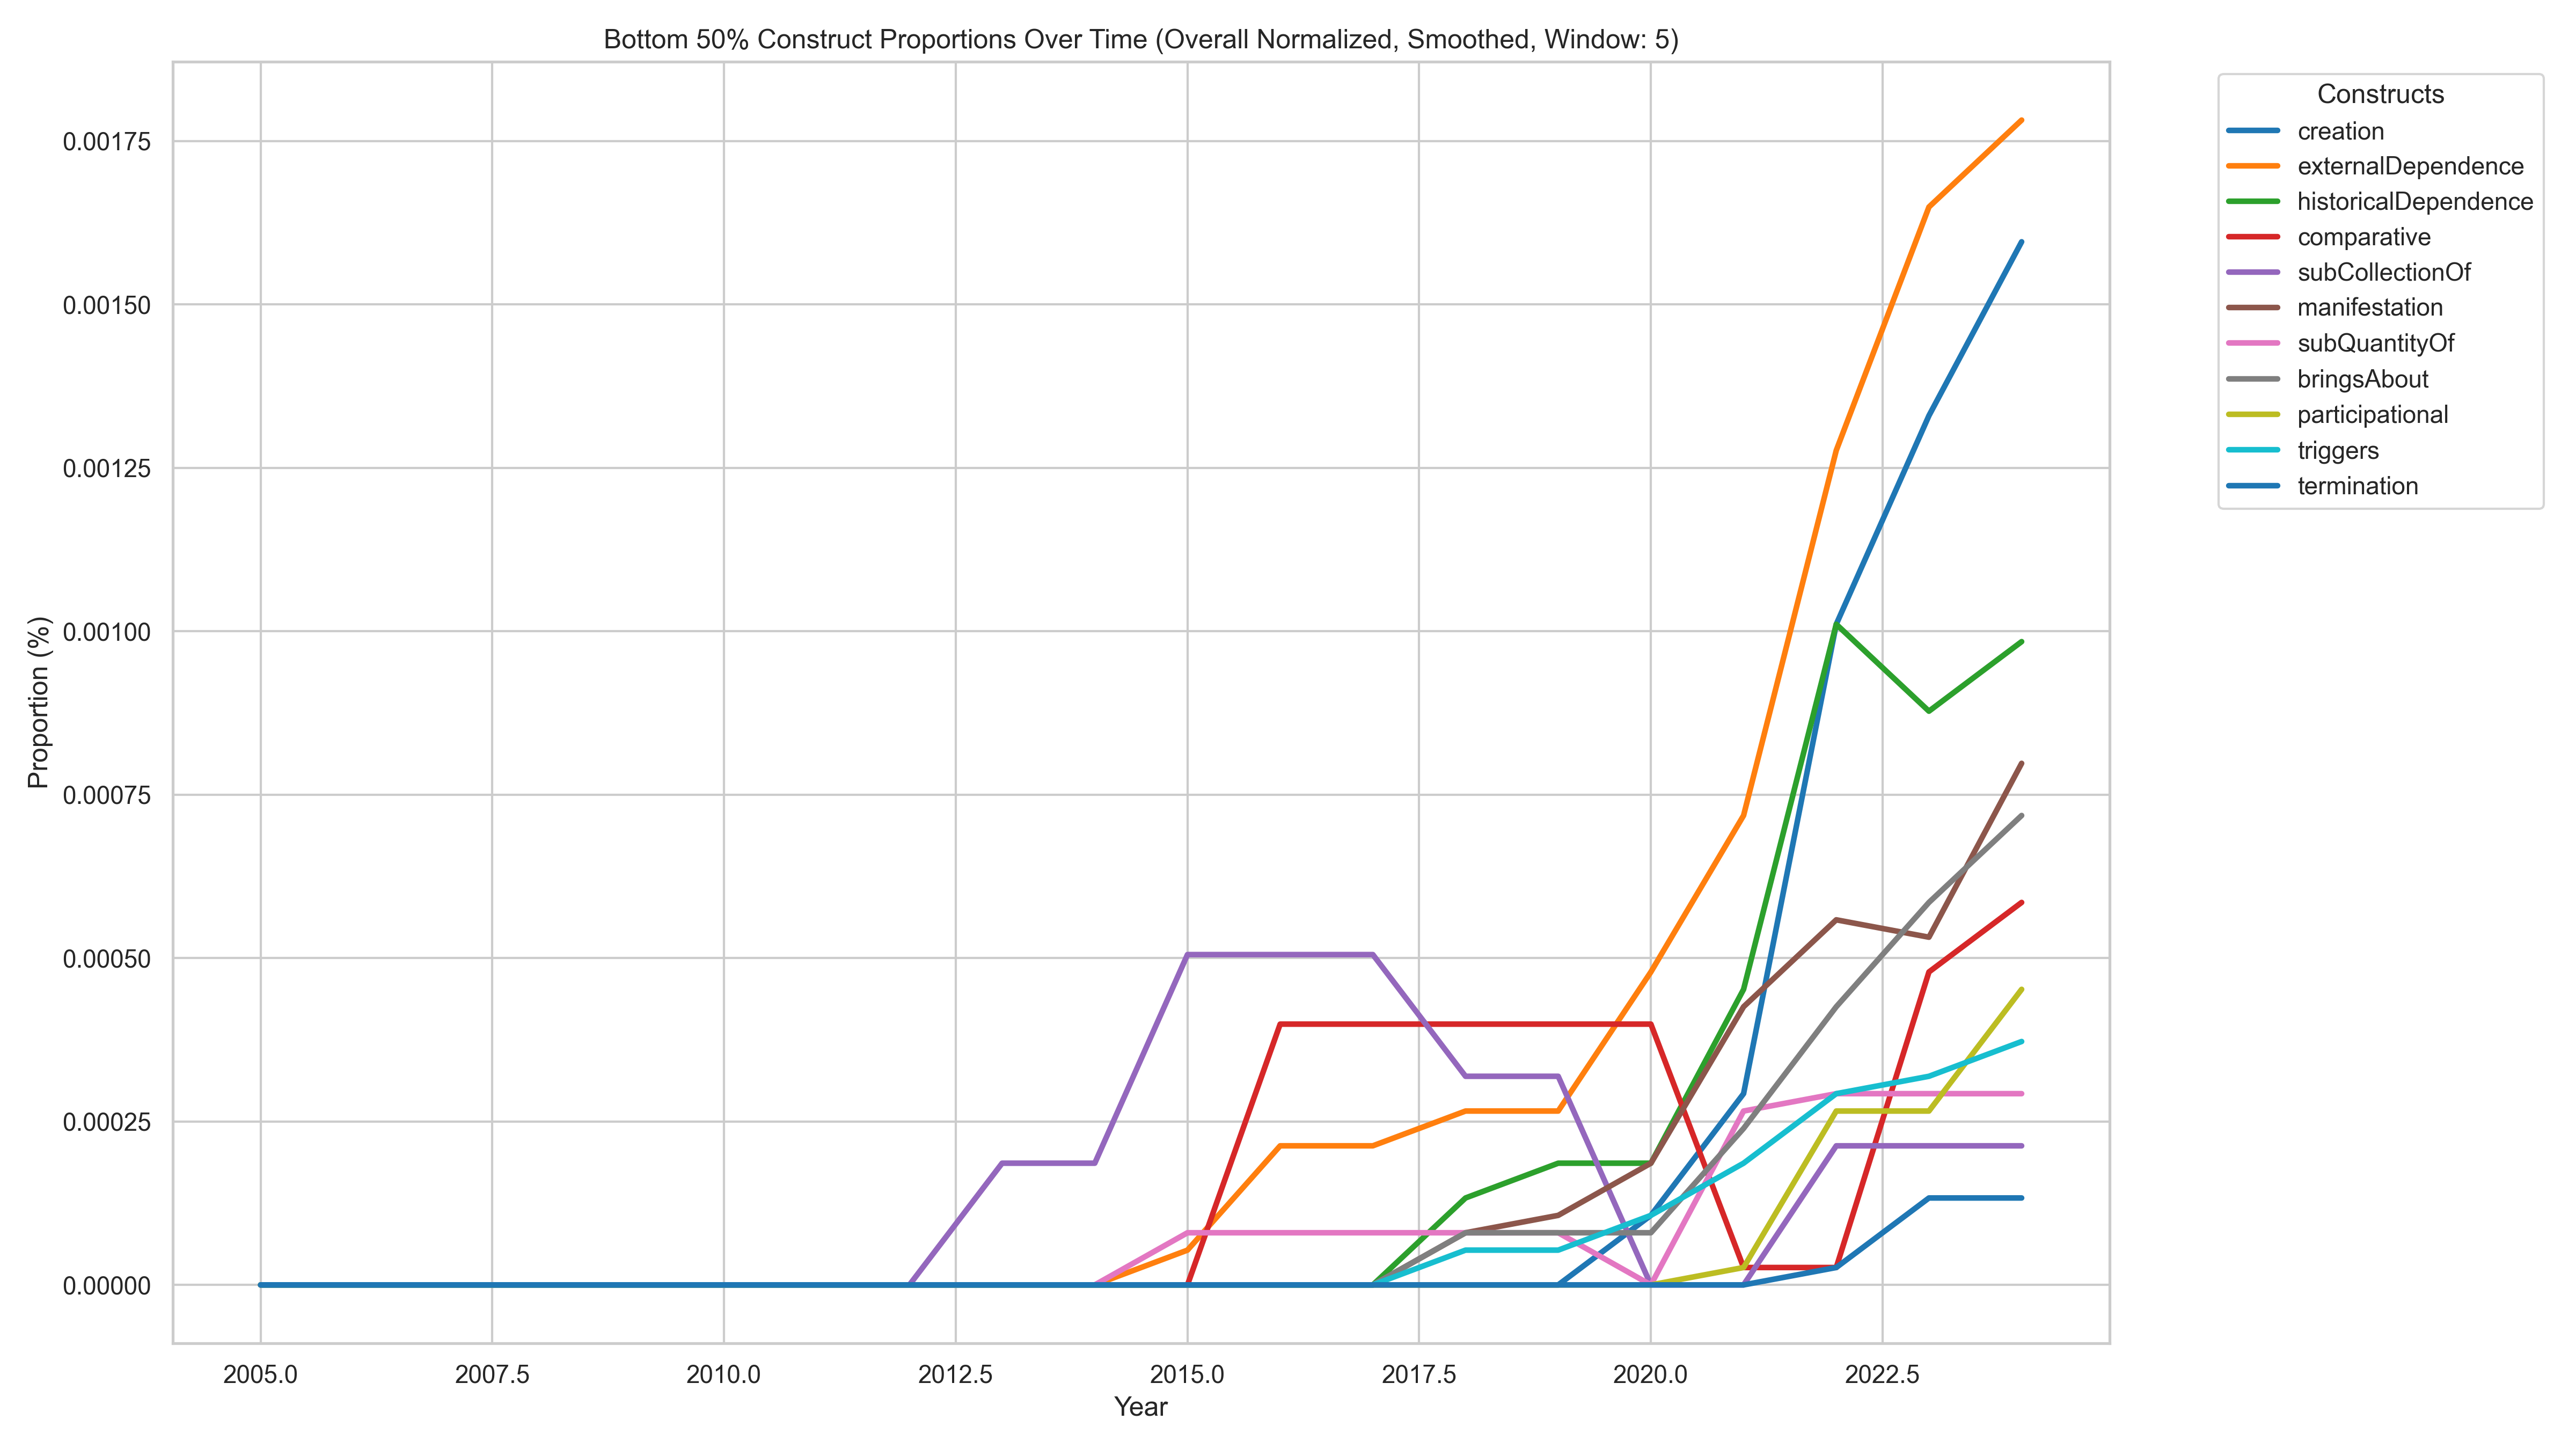 Bottom 50% Construct Proportions Over Time (Overall Normalized, Smoothed, Window: 5)
Proportion (%)
0.00175
0.00150
0.00125
0.00100
0.00075
0.00050
0.00025
0.00000
2005.0
2007.5
2010.0
2012.5
2015.0
2017.5
2020.0
2022.5
Year
Constructs
creation
externalDependence
historicalDependence
comparative
subCollectionOf
manifestation
subQuantityOf
bringsAbout
participational
triggers
termination